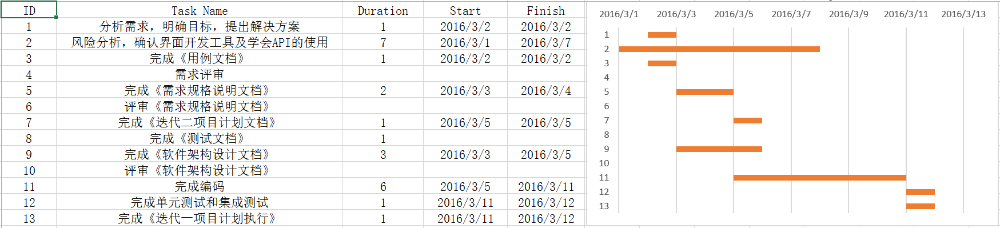 ID Task Name Duration Start Finish
1 分析需求，明确目标，提出解决方案 1 2016/3/2 2016/3/2
2 风险分析，确认界面开发工具及学会API的使用 7 2016/3/1 2016/3/7
3 完成《用例文档》 1 2016/3/2 2016/3/2
4 需求评审
5 完成《需求规格说明文档》 2 2016/3/3 2016/3/4
6 评审《需求规格说明文档》
7 完成《迭代二项目计划文档》 1 2016/3/5 2016/3/5
8 完成《测试文档》 1
9 完成《软件架构设计文档》 3 2016/3/3 2016/3/5
10 评审《软件架构设计文档》
11 完成编码 6 2016/3/5 2016/3/11
12 完成单元测试和集成测试 1 2016/3/11 2016/3/12
13 完成《迭代一项目计划执行》 1 2016/3/11 2016/3/12
2016/3/1 2016/3/3 2016/3/5 2016/3/7 2016/3/9 2016/3/11 2016/3/13
1
2
3
4
5
6
7
8
9
10
11
12
13